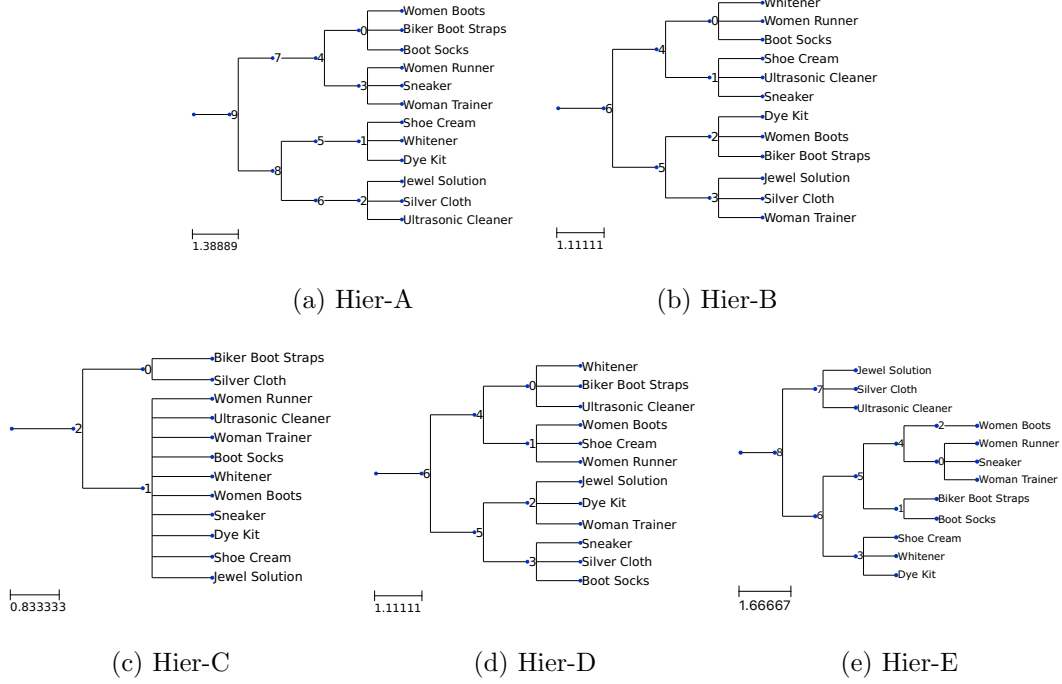 Women Boots
0 Biker Boot Straps
Boot Socks
7 4
Women Runner
3 Sneaker
Woman Trainer
9
Shoe Cream
5 1 Whitener
Dye Kit
8
Jewel Solution
6 2 Silver Cloth
Ultrasonic Cleaner
1.38889
(a) Hier-A
Whitener
0 Women Runner
Boot Socks
4
Shoe Cream
1 Ultrasonic Cleaner
Sneaker
6
Dye Kit
2 Women Boots
Biker Boot Straps
5
Jewel Solution
3 Silver Cloth
Woman Trainer
1.11111
(b) Hier-B
Biker Boot Straps
0
Silver Cloth
2
Women Runner
Ultrasonic Cleaner
Woman Trainer
Boot Socks
Whitener
1
Women Boots
Sneaker
Dye Kit
Shoe Cream
Jewel Solution
0.833333
(c) Hier-C
Whitener
0 Biker Boot Straps
Ultrasonic Cleaner
4
Women Boots
1 Shoe Cream
Women Runner
6
Jewel Solution
2 Dye Kit
Woman Trainer
5
Sneaker
3 Silver Cloth
Boot Socks
1.11111
(d) Hier-D
Jewel Solution
7 Silver Cloth
Ultrasonic Cleaner
2 Women Boots
4
Women Runner
8
0 Sneaker
5
Woman Trainer
Biker Boot Straps
1
6
Boot Socks
Shoe Cream
3 Whitener
Dye Kit
1.66667
(e) Hier-E